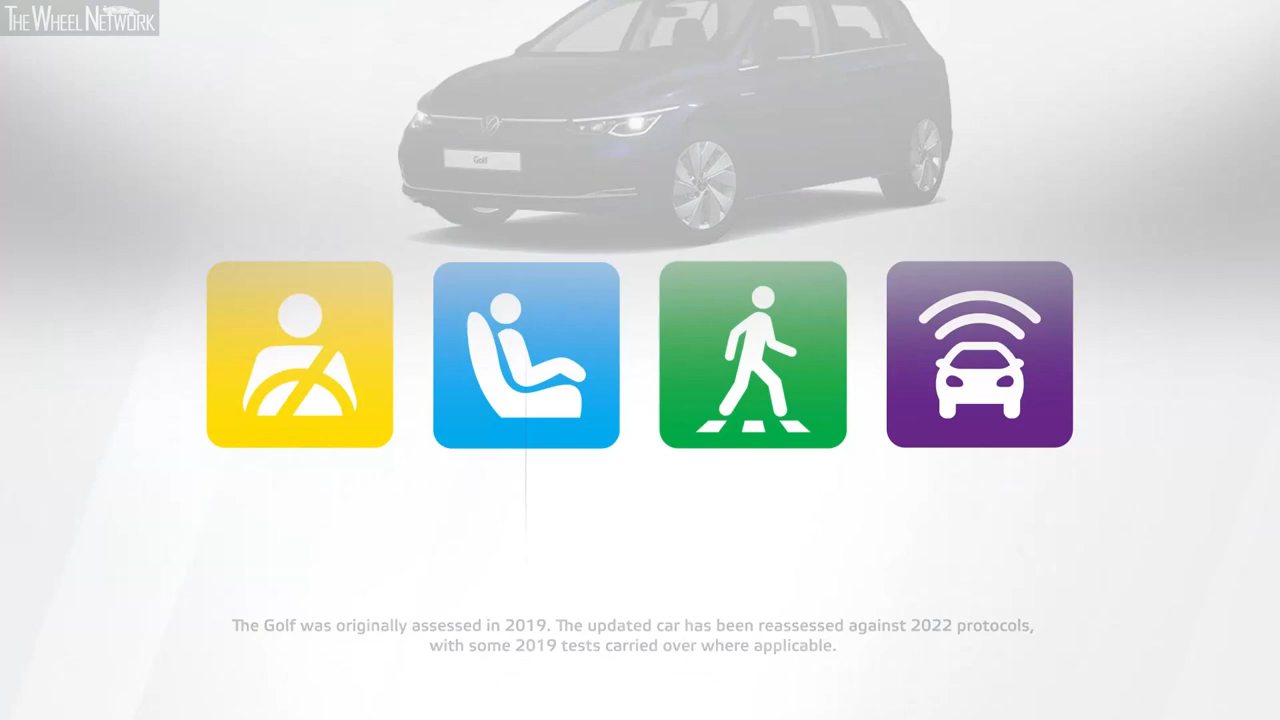 The Wheel Network
Golf
The Golf was originally assessed in 2019. The updated car has been reassessed against 2022 protocols,
with some 2019 tests carried over where applicable.